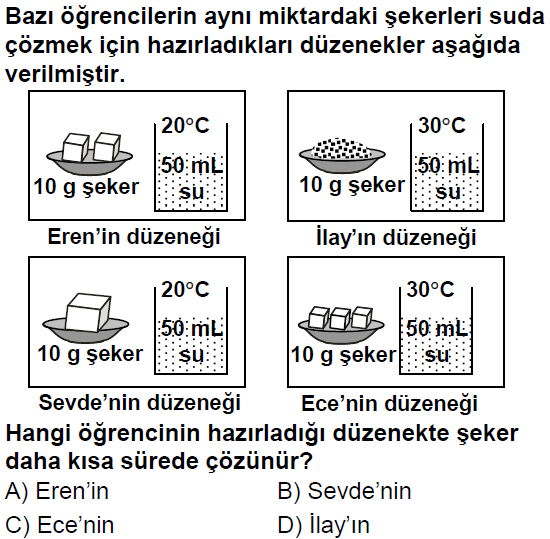 Bazı öğrencilerin aynı miktardaki şekerleri suda
çözmek için hazırladıkları düzenekler aşağıda
verilmiştir.
20°C
50 mL
su
10 g şeker
Eren’in düzeneği
30°C
50 mL
su
10 g şeker
İlay’ın düzeneği
20°C
50 mL
su
10 g şeker
Sevde’nin düzeneği
30°C
50 mL
su
10 g şeker
Ece’nin düzeneği
Hangi öğrencinin hazırladığı düzenekte şeker
daha kısa sürede çözünür?
A) Eren’in
B) Sevde’nin
C) Ece’nin
D) İlay’ın